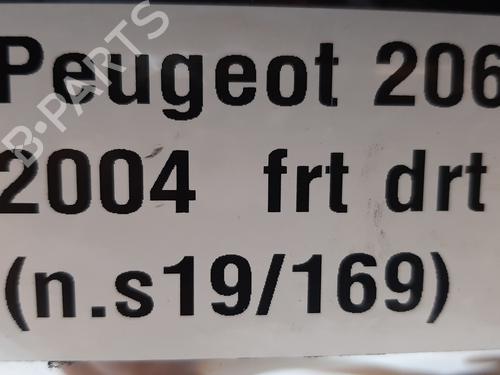 Peugeot 206
2004 frt drt
(n.s19/169)
B-PARTS